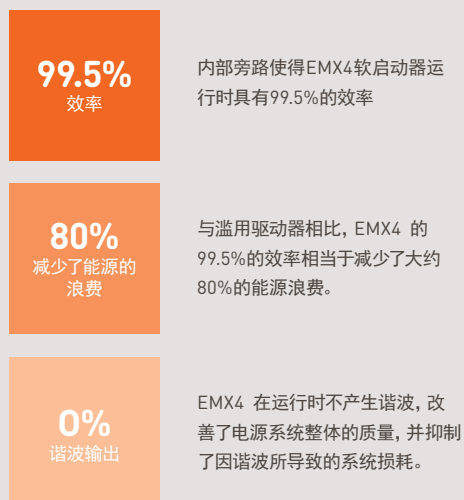 99.5%
效率
内部旁路使得EMX4软启动器运
行时具有99.5%的效率
80%
减少了能源的
浪费
与滥用驱动器相比, EMX4 的
99.5%的效率相当于减少了大约
80%的能源浪费。
0%
谐波输出
EMX4 在运行时不产生谐波, 改
善了电源系统整体的质量, 并抑制
了因谐波所导致的系统损耗。